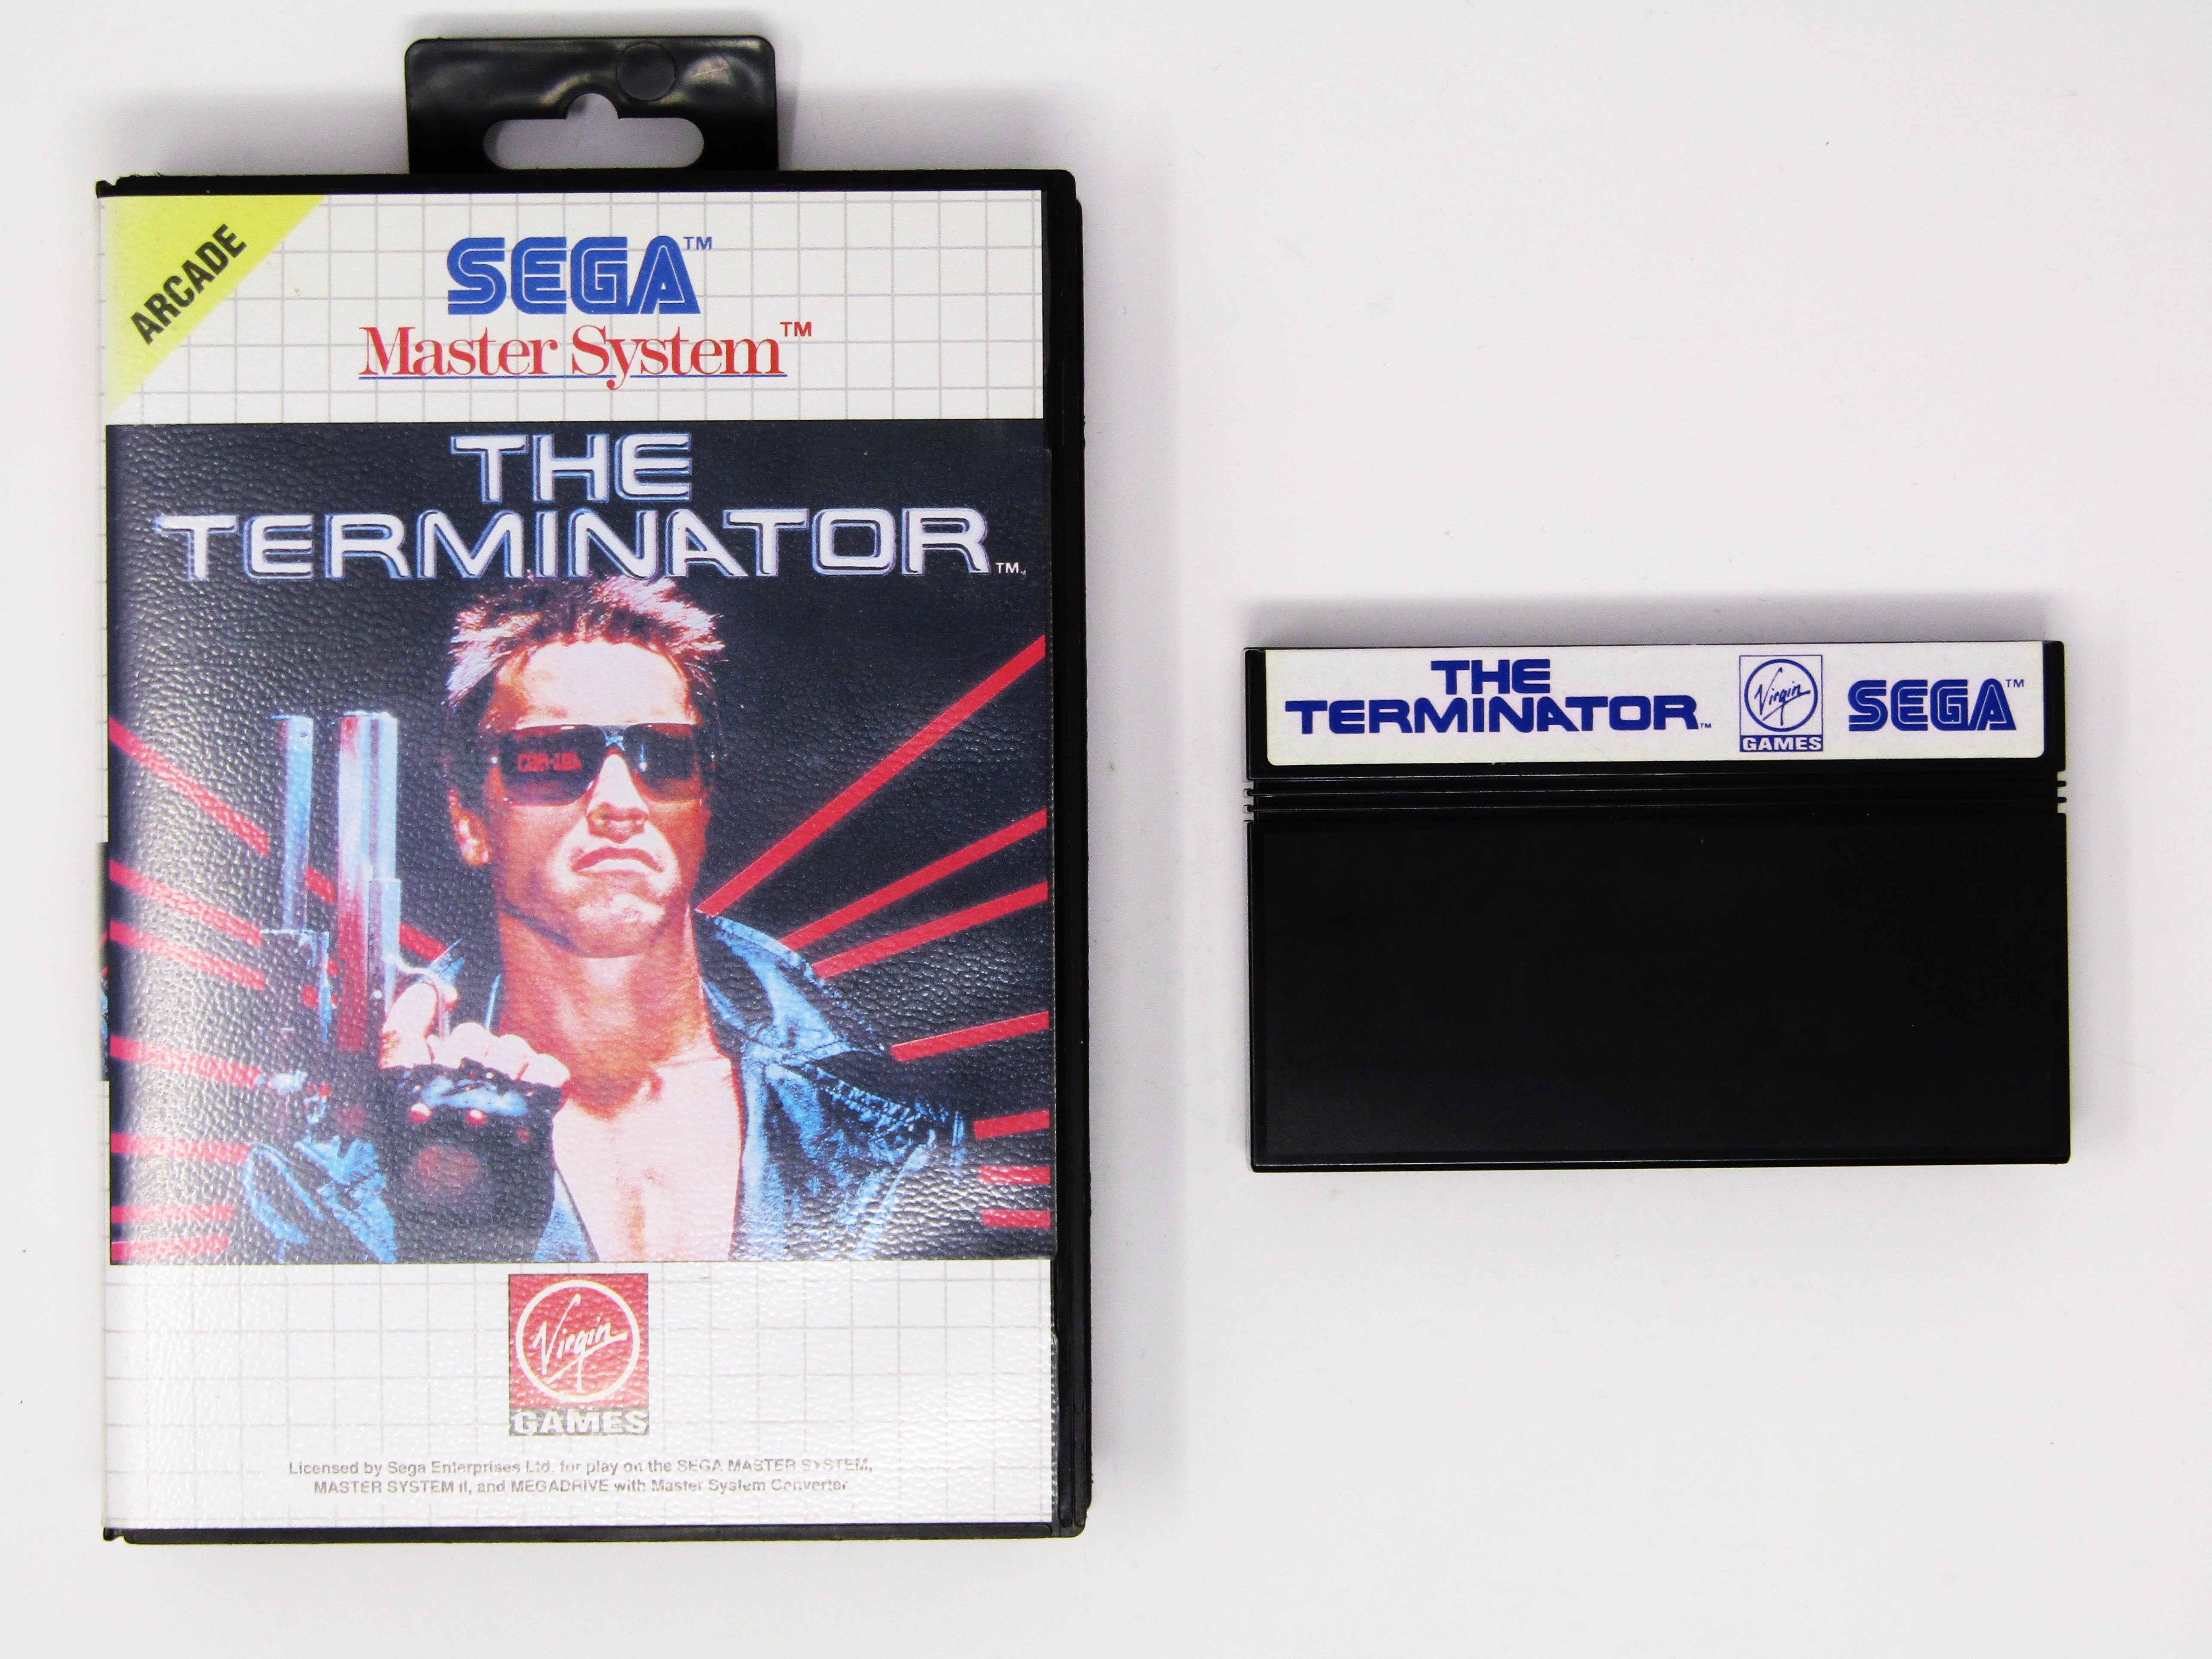 ARCADE
SEGA™
Master System™
THE
TERMINATOR™
Virgin
GAMES
Licensed by Sega Enterprises Ltd. for play on the SEGA MASTER SYSTEM,
MASTER SYSTEM II, and MEGADRIVE with Master System Converter
THE
TERMINATOR™
Virgin
GAMES
SEGA™